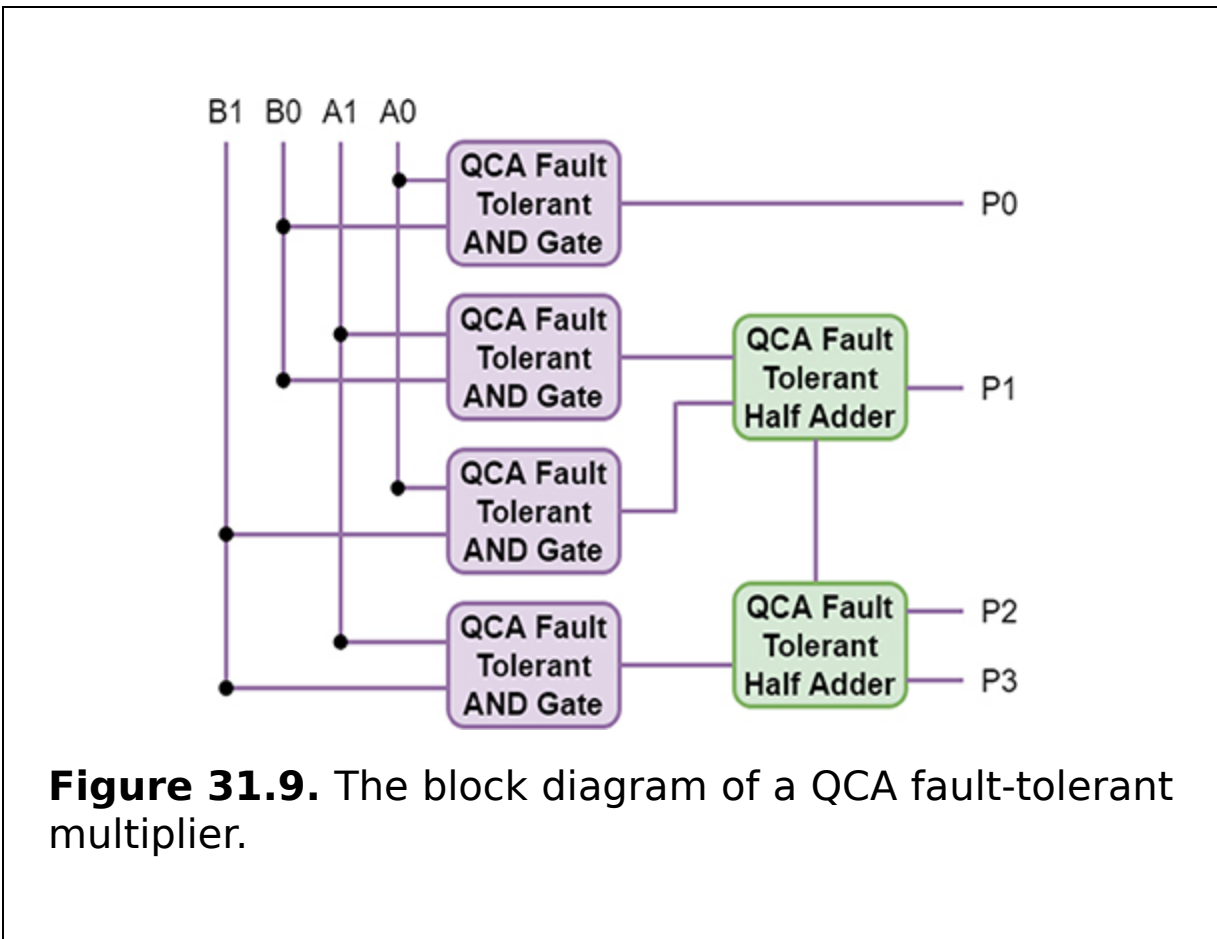 B1 B0 A1 A0
QCA Fault
Tolerant
AND Gate
P0
QCA Fault
Tolerant
AND Gate
QCA Fault
Tolerant
Half Adder
P1
QCA Fault
Tolerant
AND Gate
QCA Fault
Tolerant
AND Gate
QCA Fault
Tolerant
Half Adder
P2
P3
Figure 31.9. The block diagram of a QCA fault-tolerant
multiplier.